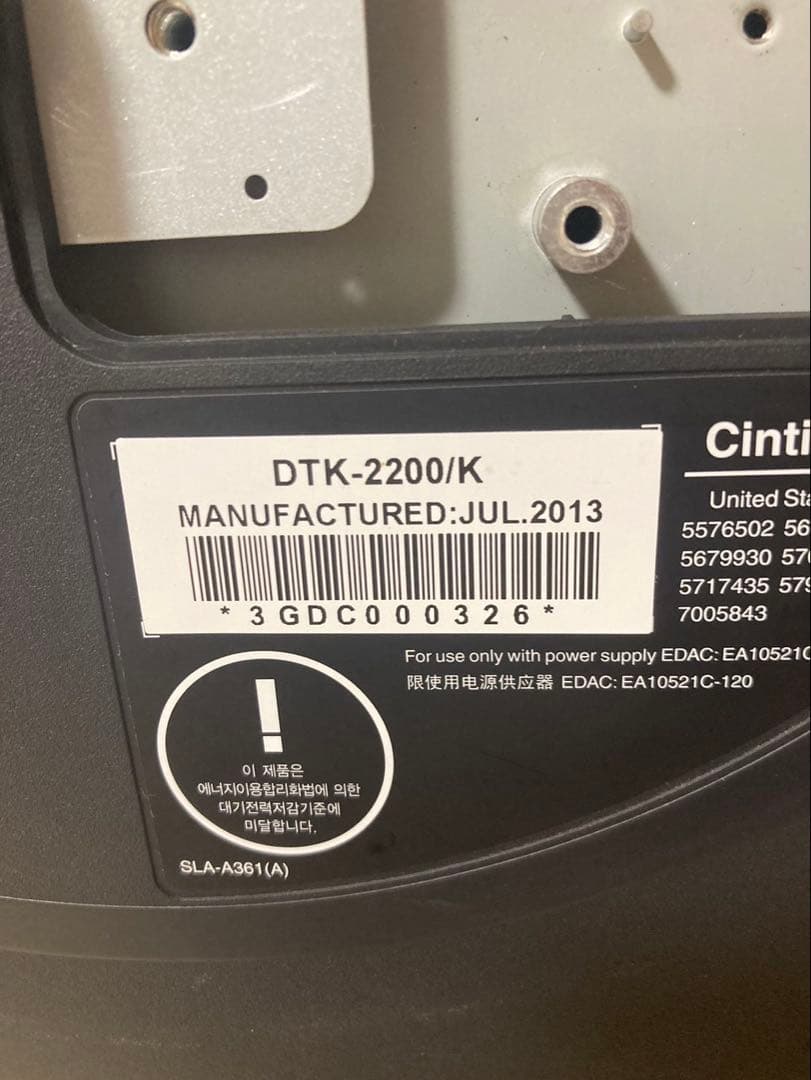 DTK-2200/K
MANUFACTURED:JUL.2013
*3GDC000326*
Cinti
United Sta
5576502 56
5679930 57
5717435 579
7005843
For use only with power supply EDAC: EA10521C
限使用电源供应器 EDAC: EA10521C-120
!
이 제품은
에너지이용합리화법에 의한
대기전력저감기준에
미달합니다.
SLA-A361(A)